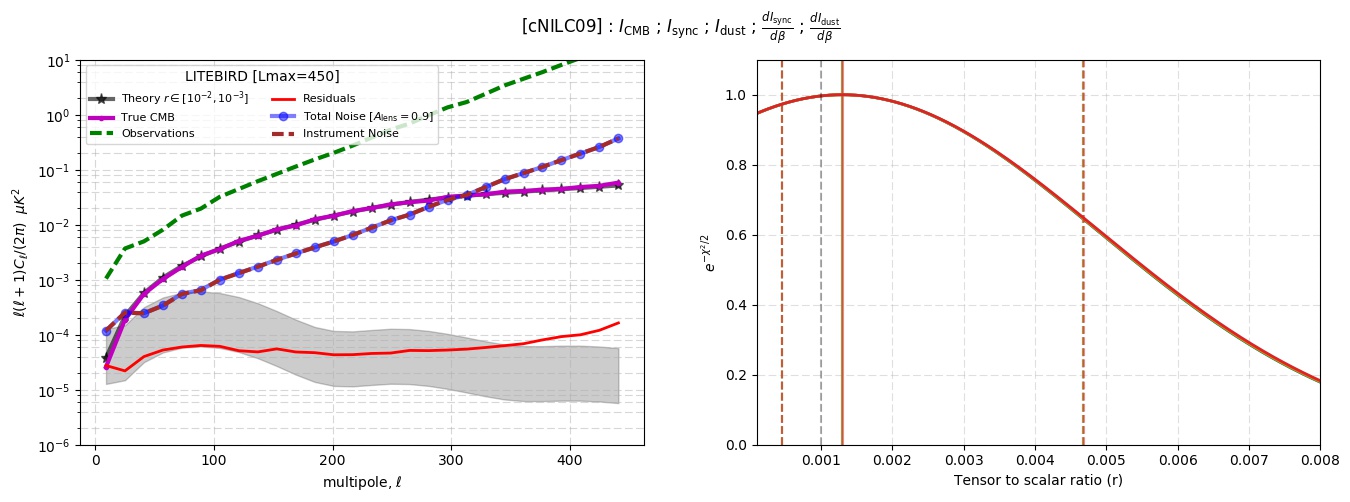 [cNILC09] : I_CMB ; I_sync ; I_dust ; dI_sync/dβ ; dI_dust/dβ
LITEBIRD [Lmax=450]
Theory r ∈ [10⁻², 10⁻³]
True CMB
Observations
Residuals
Total Noise [A_lens = 0.9]
Instrument Noise
ℓ(ℓ + 1)C_ℓ/(2π) μK²
10¹
10⁰
10⁻¹
10⁻²
10⁻³
10⁻⁴
10⁻⁵
10⁻⁶
0 100 200 300 400
multipole, ℓ
e^{-χ²/2}
1.0
0.8
0.6
0.4
0.2
0.0
0.001 0.002 0.003 0.004 0.005 0.006 0.007 0.008
Tensor to scalar ratio (r)